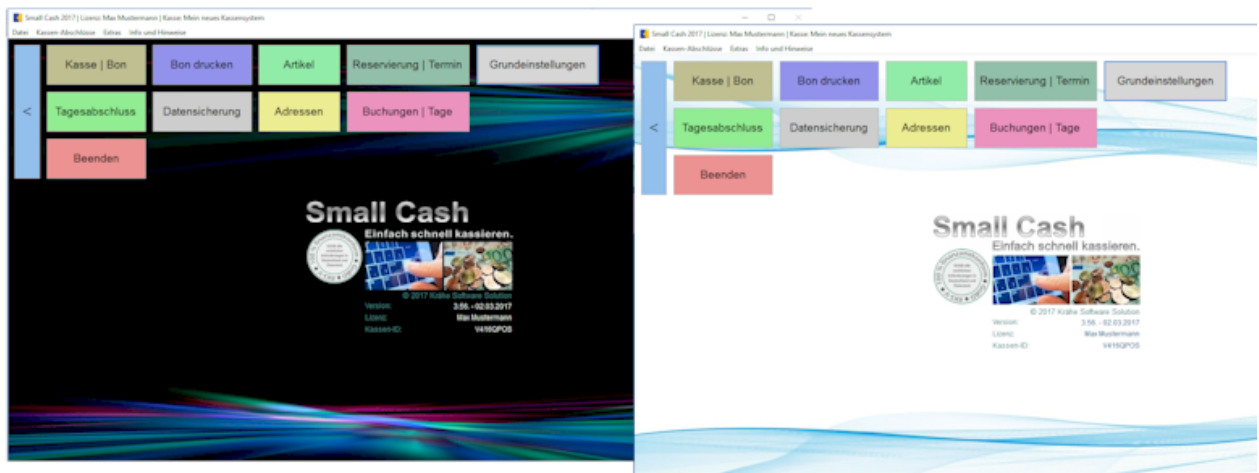 Small Cash 2017 | Lizenz: Max Mustermann | Kasse: Mein neues Kassensystem
Datei Kassen-Abschlüsse Extras Info und Hinweise
Kasse | Bon Bon drucken Artikel Reservierung | Termin Grundeinstellungen
< Tagesabschluss Datensicherung Adressen Buchungen | Tage
Beenden
Small Cash
Einfach schnell kassieren.
© 2017 Krähe Software Solution
Version: 3.56. - 02.03.2017
Lizenz: Max Mustermann
Kassen-ID: V416QPOS
Small Cash 2017 | Lizenz: Max Mustermann | Kasse: Mein neues Kassensystem
Datei Kassen-Abschlüsse Extras Info und Hinweise
Kasse | Bon Bon drucken Artikel Reservierung | Termin Grundeinstellungen
< Tagesabschluss Datensicherung Adressen Buchungen | Tage
Beenden
Small Cash
Einfach schnell kassieren.
© 2017 Krähe Software Solution
Version: 3.56. - 02.03.2017
Lizenz: Max Mustermann
Kassen-ID: V416QPOS